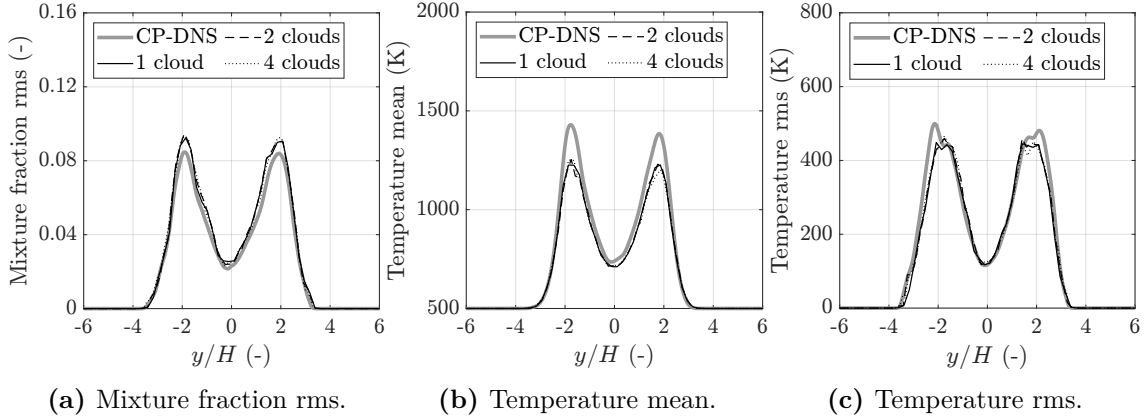 0.16
0.12
0.08
0.04
0
Mixture fraction rms (-)
CP-DNS
2 clouds
1 cloud
4 clouds
-6 -4 -2 0 2 4 6
y/H (-)
(a) Mixture fraction rms.
2000
1500
1000
500
Temperature mean (K)
CP-DNS
2 clouds
1 cloud
4 clouds
-6 -4 -2 0 2 4 6
y/H (-)
(b) Temperature mean.
800
600
400
200
0
Temperature rms (K)
CP-DNS
2 clouds
1 cloud
4 clouds
-6 -4 -2 0 2 4 6
y/H (-)
(c) Temperature rms.